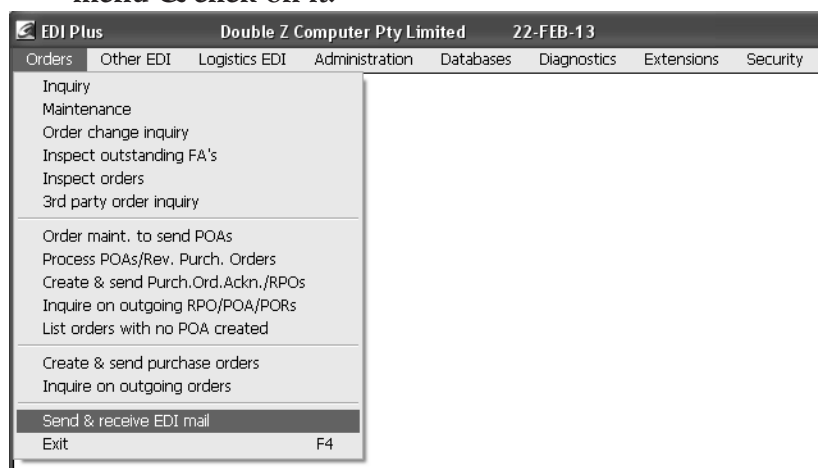 menu & click on it.
EDI Plus Double Z Computer Pty Limited 22-FEB-13
Orders Other EDI Logistics EDI Administration Databases Diagnostics Extensions Security
Inquiry
Maintenance
Order change inquiry
Inspect outstanding FA's
Inspect orders
3rd party order inquiry
Order maint. to send POAs
Process POAs/Rev. Purch. Orders
Create & send Purch.Ord.Ackn./RPOs
Inquire on outgoing RPO/POA/PORs
List orders with no POA created
Create & send purchase orders
Inquire on outgoing orders
Send & receive EDI mail
Exit F4